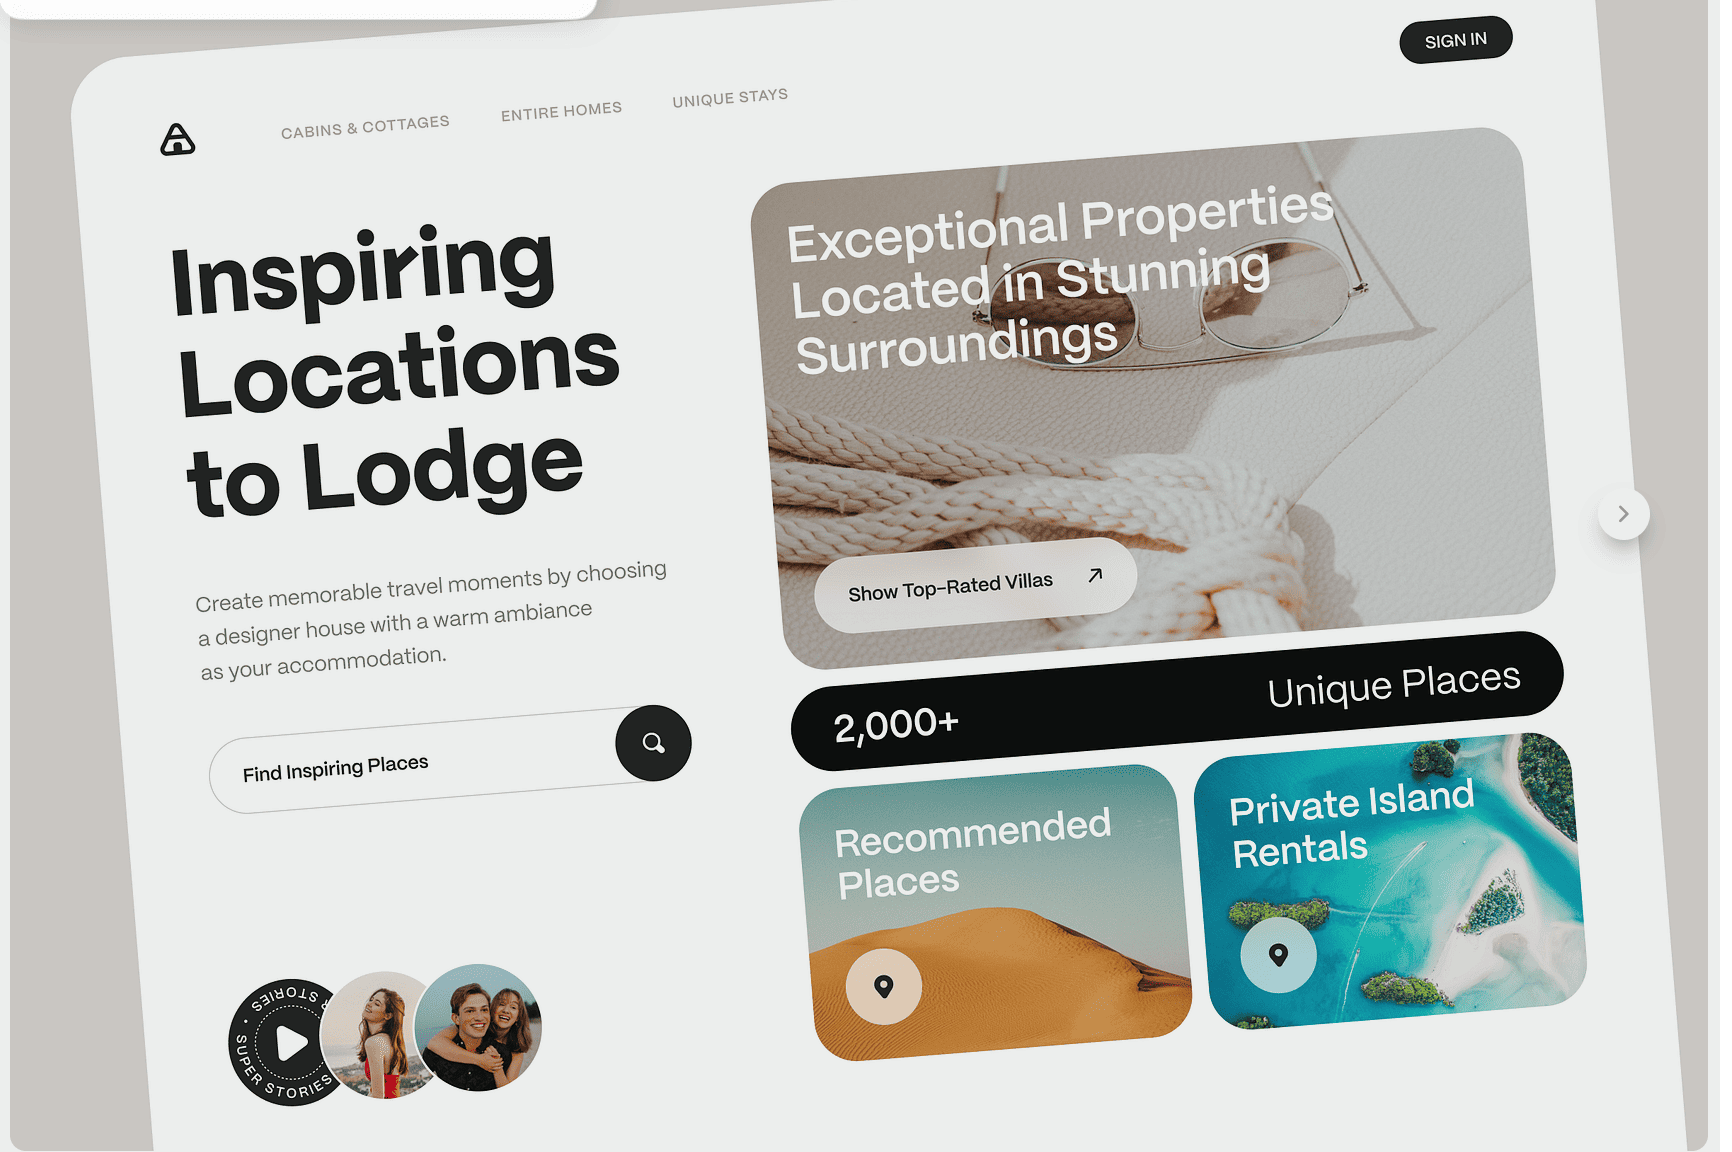 CABINS & COTTAGES
ENTIRE HOMES
UNIQUE STAYS
SIGN IN
Inspiring
Locations
to Lodge
Create memorable travel moments by choosing
a designer house with a warm ambiance
as your accommodation.
Find Inspiring Places
SUPER STORIES • STORIES
Exceptional Properties
Located in Stunning
Surroundings
Show Top-Rated Villas
2,000+
Unique Places
Recommended
Places
Private Island
Rentals